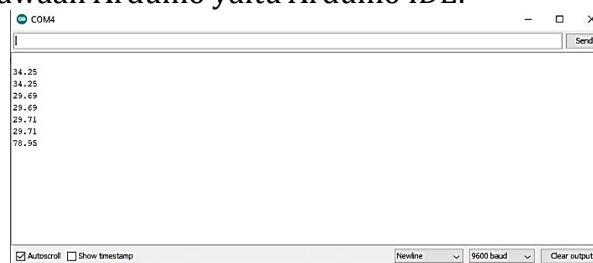 Arduino yaitu Arduino IDE.
COM4
Send
34.25
34.25
29.69
29.69
29.71
29.71
78.95
Autoscroll Show timestamp Newline 9600 baud Clear output